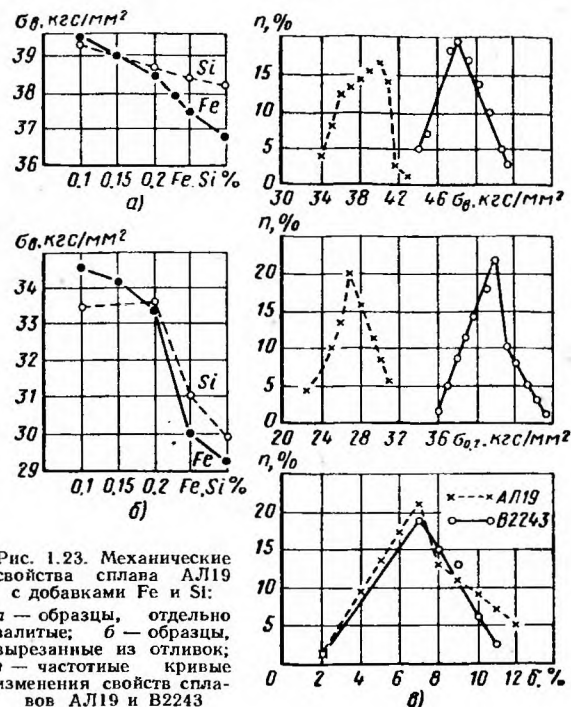 σв, кгс/мм²
39
38
37
36
Si
Fe
0,1 0,15 0,2 Fe, Si %
а)
σв, кгс/мм²
34
33
32
31
30
29
Si
Fe
0,1 0,15 0,2 Fe, Si %
б)
n, %
15
10
5
0
30 34 38 42 46 σв, кгс/мм²
n, %
20
15
10
5
0
20 24 28 32 36 σ0,2, кгс/мм²
n, %
×---× АЛ19
о—о В2243
20
15
10
5
0 2 4 6 8 10 δ, %
в)
Рис. 1.23. Механические
свойства сплава АЛ19
с добавками Fe и Si:
а — образцы, отдельно
залитые; б — образцы,
вырезанные из отливок;
в — частотные кривые
изменения свойств спла-
вов АЛ19 и В2243